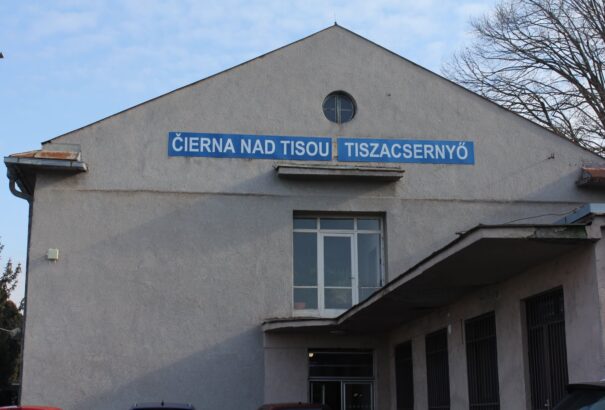 ČIERNA NAD TISOU TISZACSERNYŐ